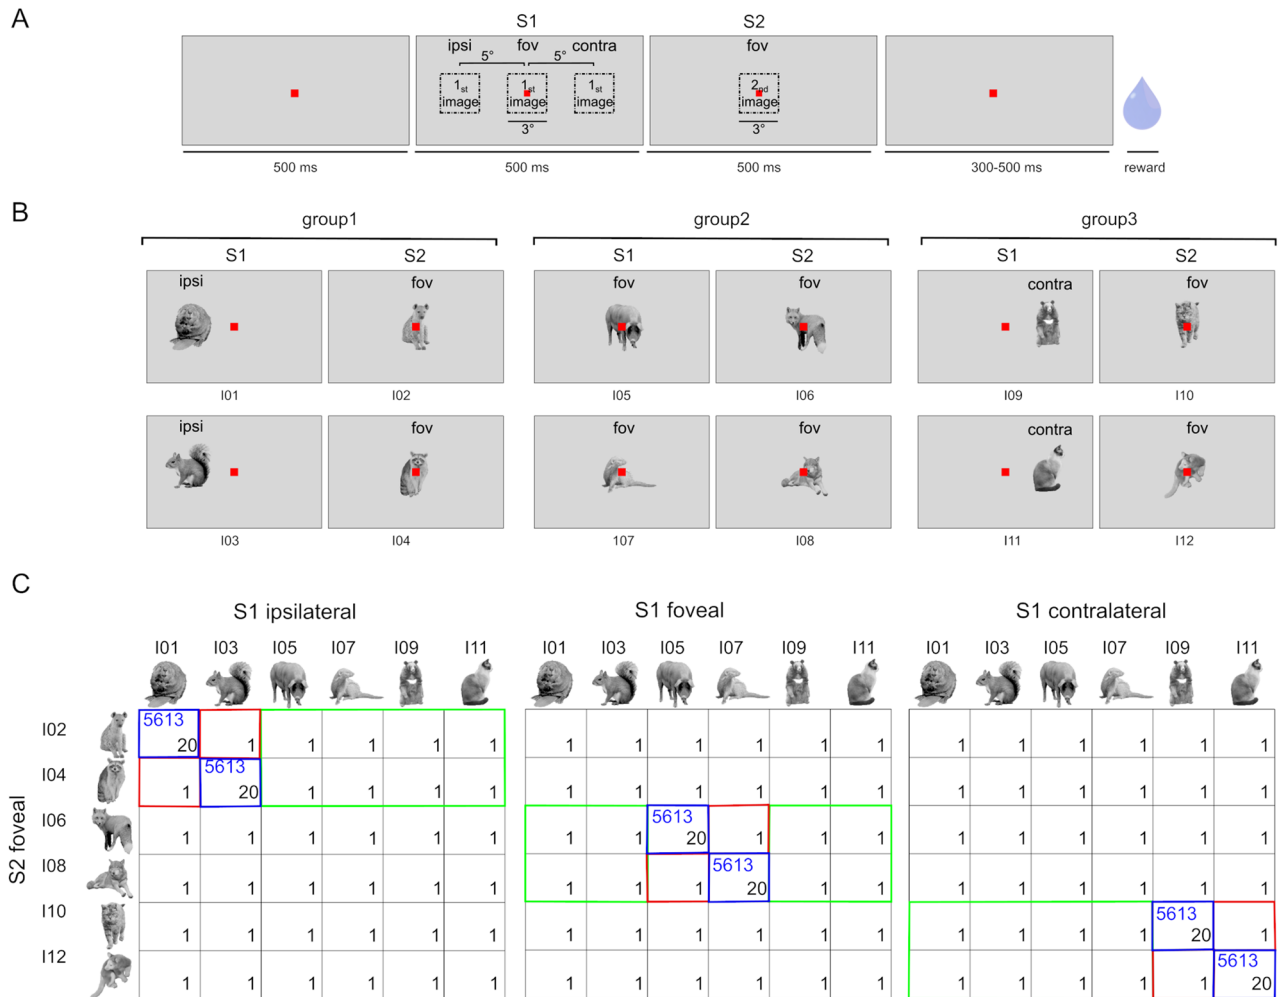 A
S1 S2
ipsi fov contra fov
5° 5°
1st 1st 1st 2nd
image image image image
3° 3°
500 ms 500 ms 500 ms 300-500 ms reward
B
group1 group2 group3
S1 S2 S1 S2 S1 S2
ipsi fov fov fov contra fov
I01 I02 I05 I06 I09 I10
ipsi fov fov fov contra fov
I03 I04 107 I08 I11 I12
C
S1 ipsilateral S1 foveal S1 contralateral
I01 I03 I05 I07 I09 I11 I01 I03 I05 I07 I09 I11 I01 I03 I05 I07 I09 I11
S2 foveal
I02 5613
20 1 1 1 1 1 1 1 1 1 1 1 1 1 1 1 1 1
I04 5613
1 20 1 1 1 1 1 1 1 1 1 1 1 1 1 1 1 1
I06 5613
1 1 1 1 1 1 1 1 20 1 1 1 1 1 1 1 1 1
I08 5613
1 1 1 1 1 1 1 1 1 20 1 1 1 1 1 1 1 1
I10 5613
1 1 1 1 1 1 1 1 1 1 1 1 1 1 1 1 20 1
I12 5613
1 1 1 1 1 1 1 1 1 1 1 1 1 1 1 1 1 20